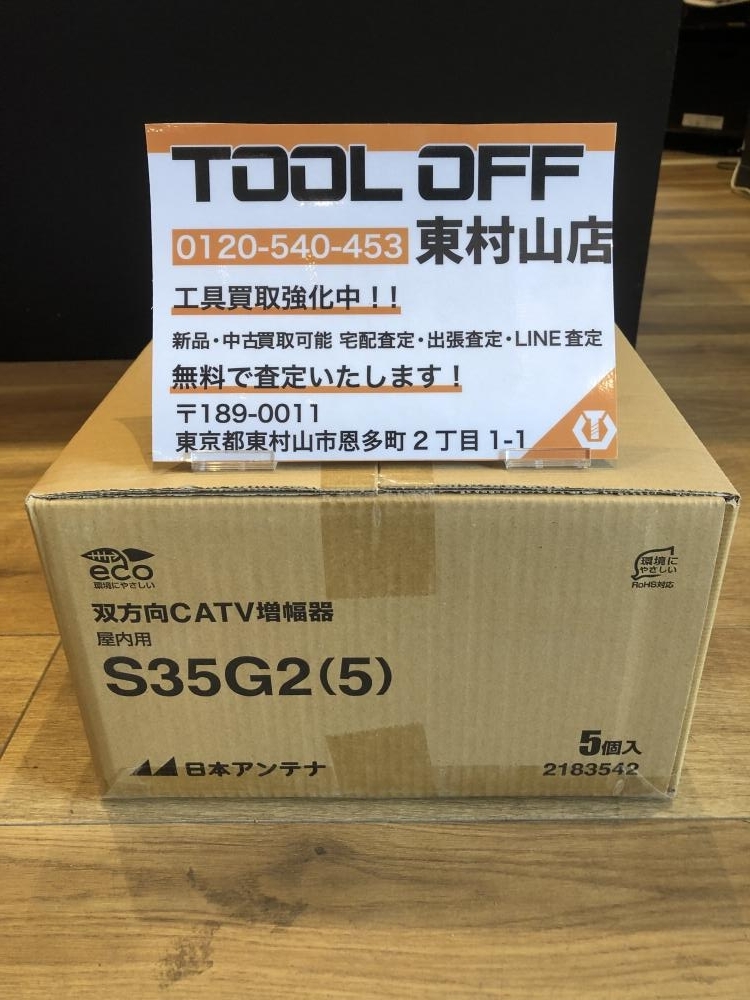 TOOL OFF
0120-540-453 東村山店
工具買取強化中！！
新品・中古買取可能 宅配査定・出張査定・LINE査定
無料で査定いたします！
〒189-0011
東京都東村山市恩多町2丁目1-1
eco
環境にやさしい
環境に
やさしい
RoHS対応
双方向CATV増幅器
屋内用
S35G2(5)
5個入
日本アンテナ
2183542